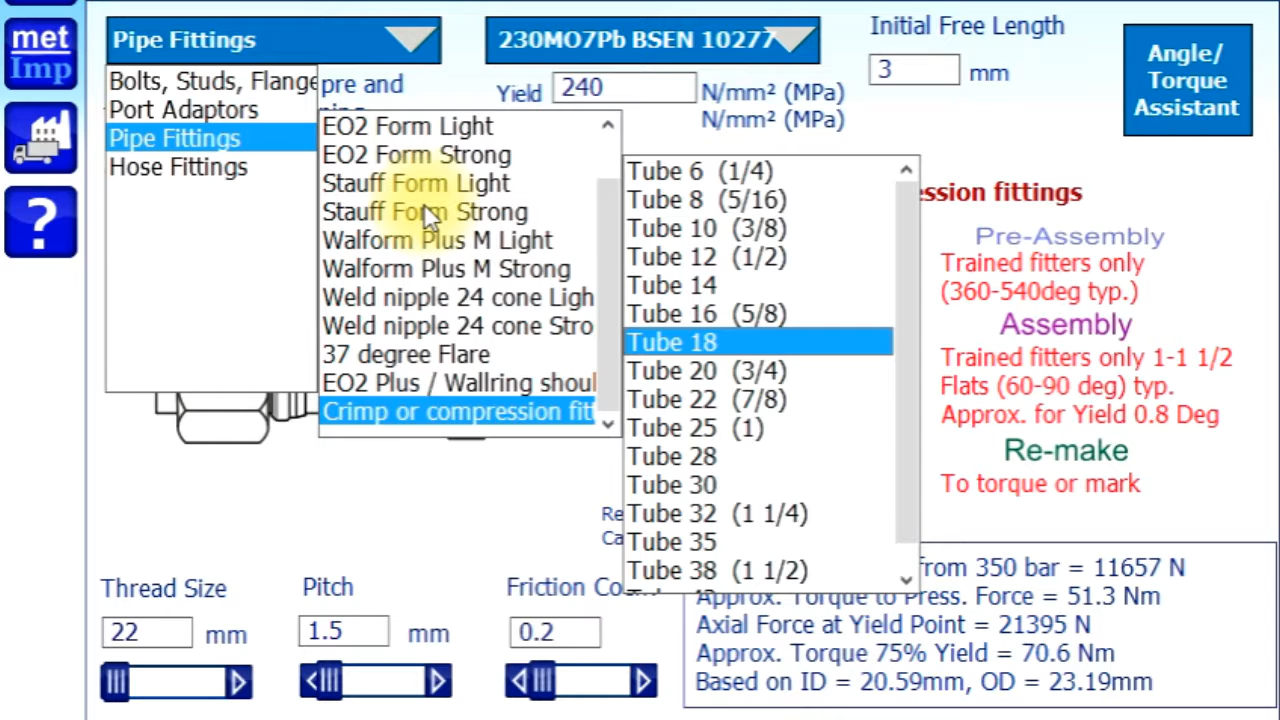 met
Imp
?
Pipe Fittings
Bolts, Studs, Flange
Port Adaptors
Pipe Fittings
Hose Fittings
pre and
EO2 Form Light
EO2 Form Strong
Stauff Form Light
Stauff Form Strong
Walform Plus M Light
Walform Plus M Strong
Weld nipple 24 cone Ligh
Weld nipple 24 cone Stro
37 degree Flare
EO2 Plus / Wallring shoul
Crimp or compression fitt
230MO7Pb BSEN 10277
Yield 240 N/mm² (MPa)
N/mm² (MPa)
Initial Free Length
3 mm
Angle/
Torque
Assistant
Tube 6 (1/4)
Tube 8 (5/16)
Tube 10 (3/8)
Tube 12 (1/2)
Tube 14
Tube 16 (5/8)
Tube 18
Tube 20 (3/4)
Tube 22 (7/8)
Tube 25 (1)
Tube 28
Tube 30
Tube 32 (1 1/4)
Tube 35
Tube 38 (1 1/2)
ession fittings
Pre-Assembly
Trained fitters only
(360-540deg typ.)
Assembly
Trained fitters only 1-1 1/2
Flats (60-90 deg) typ.
Approx. for Yield 0.8 Deg
Re-make
To torque or mark
Re
Ca
Thread Size
22 mm
Pitch
1.5 mm
Friction Co
0.2
from 350 bar = 11657 N
Approx. Torque to Press. Force = 51.3 Nm
Axial Force at Yield Point = 21395 N
Approx. Torque 75% Yield = 70.6 Nm
Based on ID = 20.59mm, OD = 23.19mm